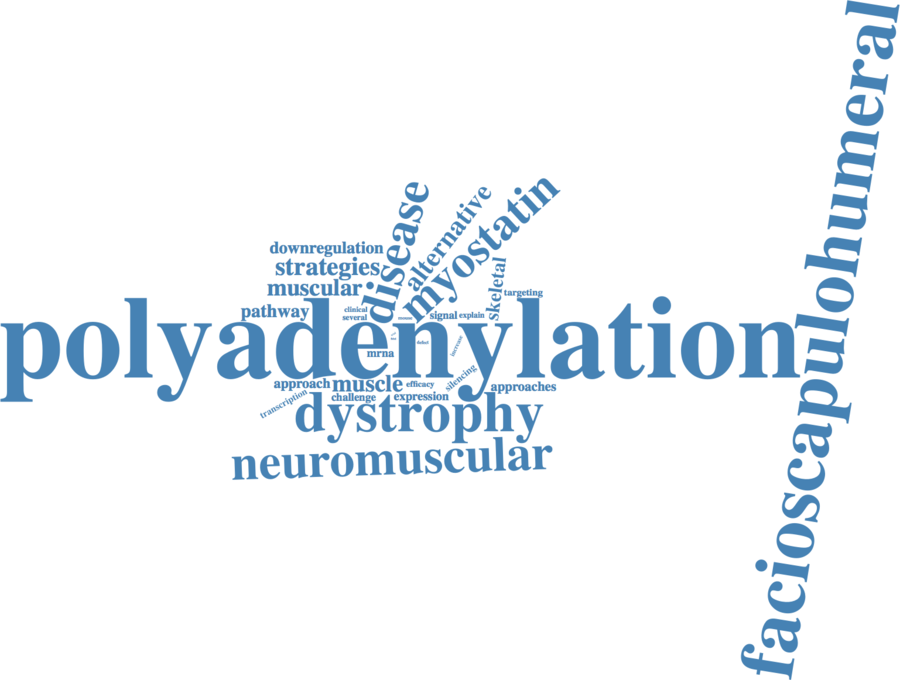 facioscapulohumeral
disease
alternative
myostatin
downregulation
strategies
skeletal
muscular
targeting
pathway
clinical
several
signal
explain
polyadenylation
mrna
increase
silencing
approach
muscle
efficacy
approaches
transcription
challenge
expression
dystrophy
neuromuscular